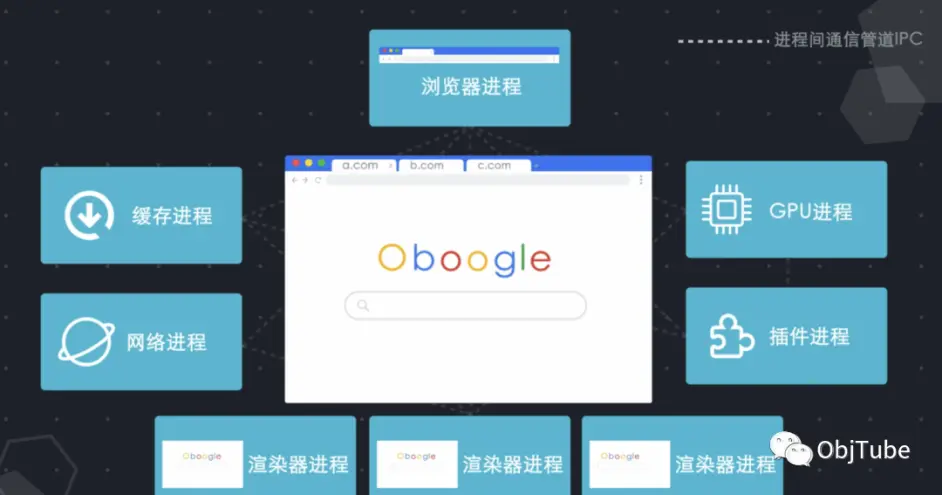 进程间通信管道IPC
浏览器进程
a.com
b.com
c.com
缓存进程
GPU进程
Oboogle
网络进程
插件进程
Oboogle
渲染器进程
Oboogle
渲染器进程
Oboogle
渲染器进程
ObjTube